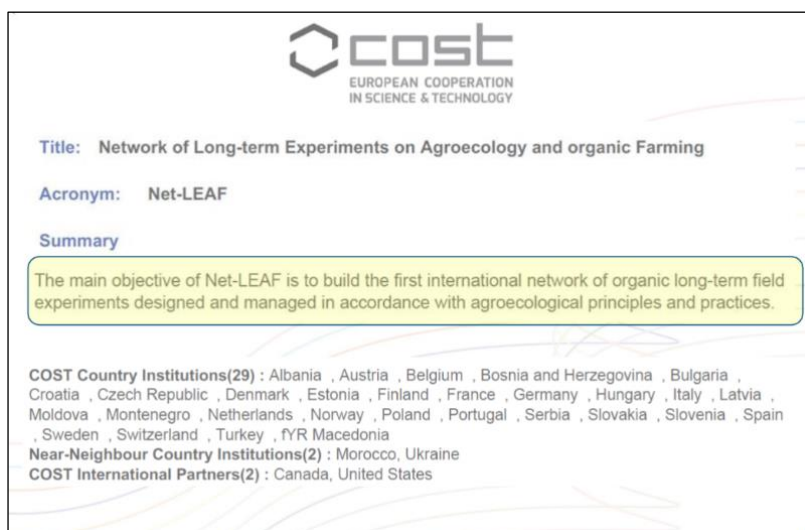 cost
EUROPEAN COOPERATION
IN SCIENCE & TECHNOLOGY
Title: Network of Long-term Experiments on Agroecology and organic Farming
Acronym: Net-LEAF
Summary
The main objective of Net-LEAF is to build the first international network of organic long-term field
experiments designed and managed in accordance with agroecological principles and practices.
COST Country Institutions(29) : Albania , Austria , Belgium , Bosnia and Herzegovina , Bulgaria ,
Croatia , Czech Republic , Denmark , Estonia , Finland , France , Germany , Hungary , Italy , Latvia ,
Moldova , Montenegro , Netherlands , Norway , Poland , Portugal , Serbia , Slovakia , Slovenia , Spain
, Sweden , Switzerland , Turkey , fYR Macedonia
Near-Neighbour Country Institutions(2) : Morocco, Ukraine
COST International Partners(2) : Canada, United States